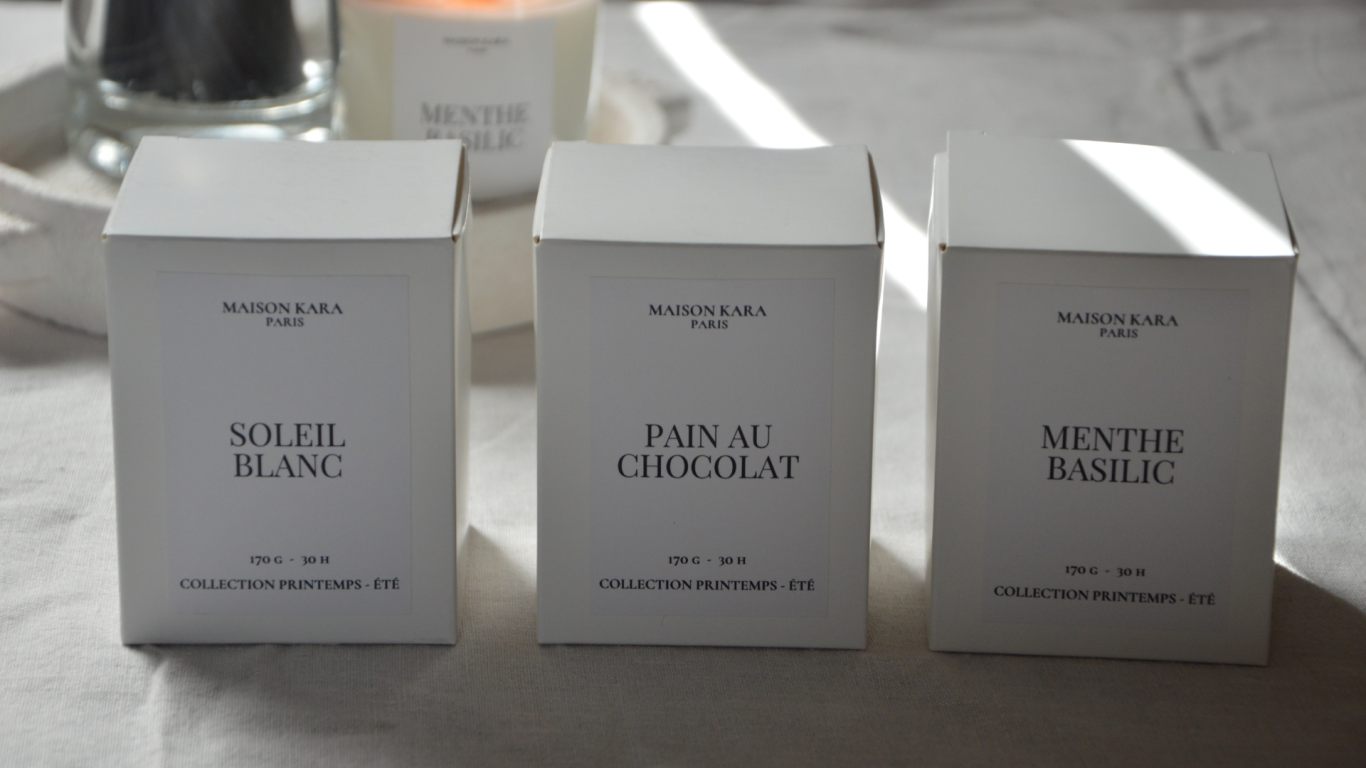 MENTHE
BASILIC
MAISON KARA
PARIS
SOLEIL
BLANC
170 G - 30 H
COLLECTION PRINTEMPS - ÉTÉ
MAISON KARA
PARIS
PAIN AU
CHOCOLAT
170 G - 30 H
COLLECTION PRINTEMPS - ÉTÉ
MAISON KARA
PARIS
MENTHE
BASILIC
170 G - 30 H
COLLECTION PRINTEMPS - ÉTÉ